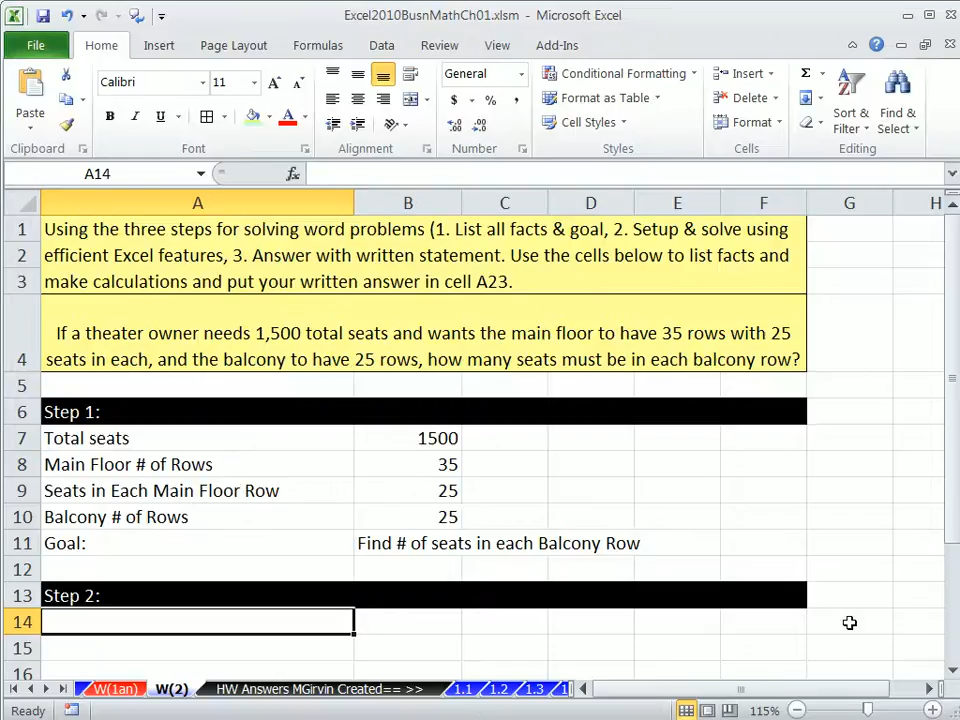 Excel2010BusnMathCh01.xlsm - Microsoft Excel
File Home Insert Page Layout Formulas Data Review View Add-Ins
Calibri 11 General Conditional Formatting Insert Σ
Format as Table Delete
Paste B I U A $ % , Cell Styles Format Sort & Filter Find & Select
Clipboard Font Alignment Number Styles Cells Editing
A14 fx
A B C D E F G H
1 Using the three steps for solving word problems (1. List all facts & goal, 2. Setup & solve using
2 efficient Excel features, 3. Answer with written statement. Use the cells below to list facts and
3 make calculations and put your written answer in cell A23.
If a theater owner needs 1,500 total seats and wants the main floor to have 35 rows with 25
4 seats in each, and the balcony to have 25 rows, how many seats must be in each balcony row?
5
6 Step 1:
7 Total seats 1500
8 Main Floor # of Rows 35
9 Seats in Each Main Floor Row 25
10 Balcony # of Rows 25
11 Goal: Find # of seats in each Balcony Row
12
13 Step 2:
14
15
16
W(1an) W(2) HW Answers MGirvin Created== >> 1.1 1.2 1.3 1
Ready 115%